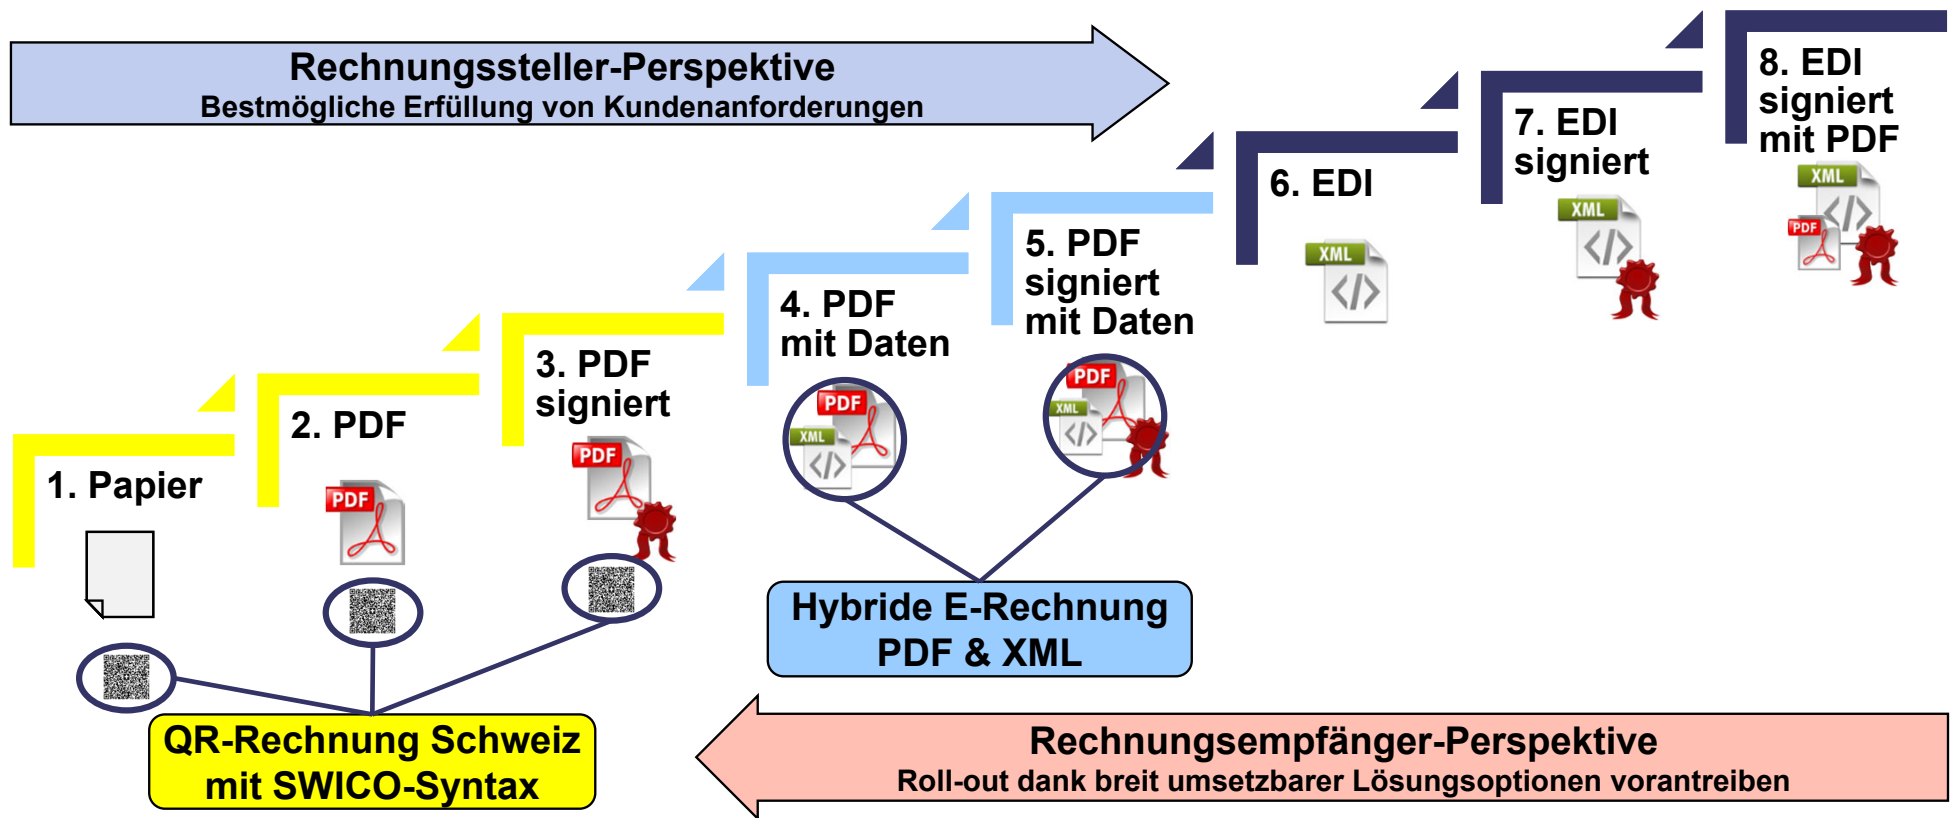 Rechnungssteller-Perspektive
Bestmögliche Erfüllung von Kundenanforderungen
1. Papier
2. PDF
PDF
3. PDF
signiert
PDF
4. PDF
mit Daten
PDF
XML
5. PDF
signiert
mit Daten
PDF
XML
6. EDI
XML
7. EDI
signiert
XML
8. EDI
signiert
mit PDF
XML
PDF
Hybride E-Rechnung
PDF & XML
QR-Rechnung Schweiz
mit SWICO-Syntax
Rechnungsempfänger-Perspektive
Roll-out dank breit umsetzbarer Lösungsoptionen vorantreiben